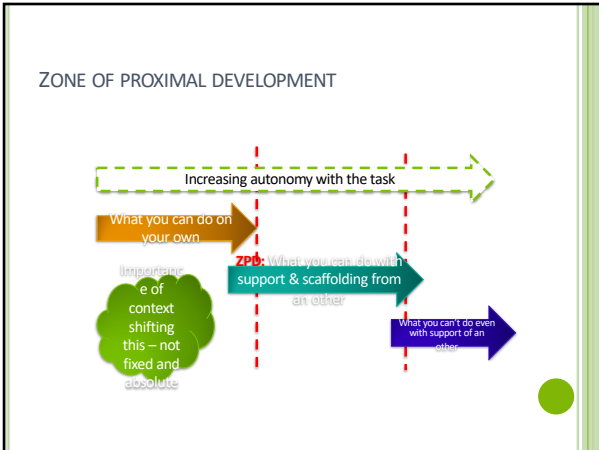 ZONE OF PROXIMAL DEVELOPMENT
Increasing autonomy with the task
What you can do on
your own
ZPD: What you can do with
support & scaffolding from
an other
Importanc
e of
context
shifting
this – not
fixed and
absolute
What you can't do even
with support of an
other